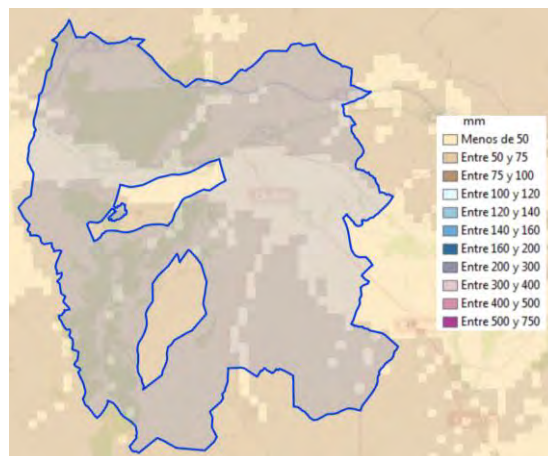 mm
Menos de 50
Entre 50 y 75
Entre 75 y 100
Entre 100 y 120
Entre 120 y 140
Entre 140 y 160
Entre 160 y 200
Entre 200 y 300
Entre 300 y 400
Entre 400 y 500
Entre 500 y 750